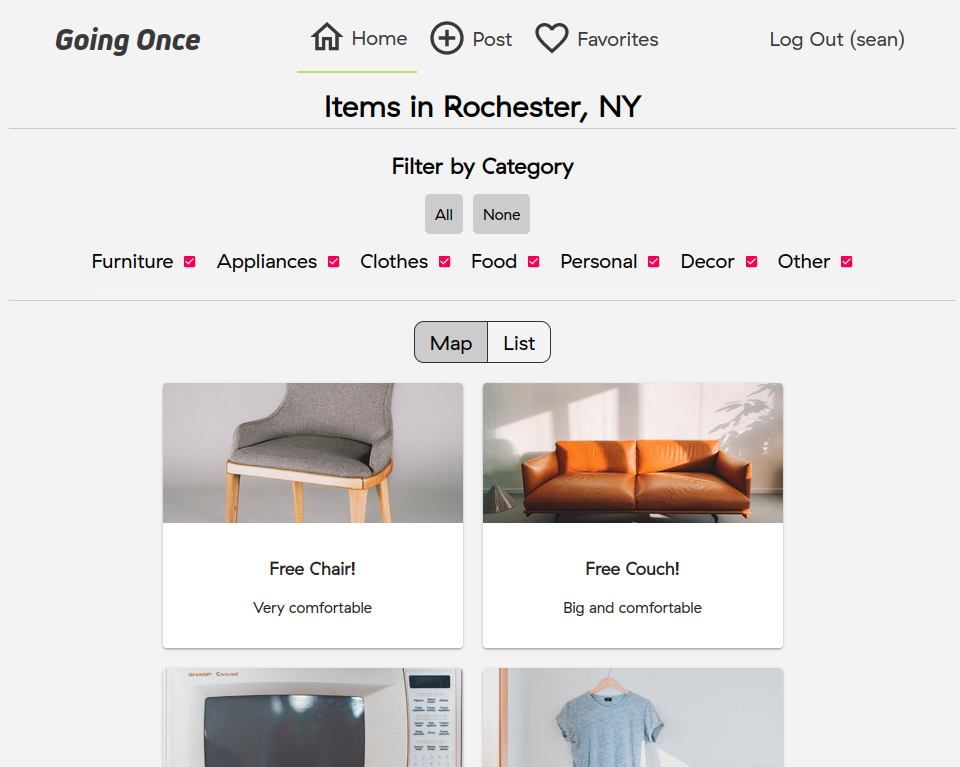 Going Once
Home
Post
Favorites
Log Out (sean)
Items in Rochester, NY
Filter by Category
All
None
Furniture
Appliances
Clothes
Food
Personal
Decor
Other
Map
List
Free Chair!
Very comfortable
Free Couch!
Big and comfortable
SHARP Carousel